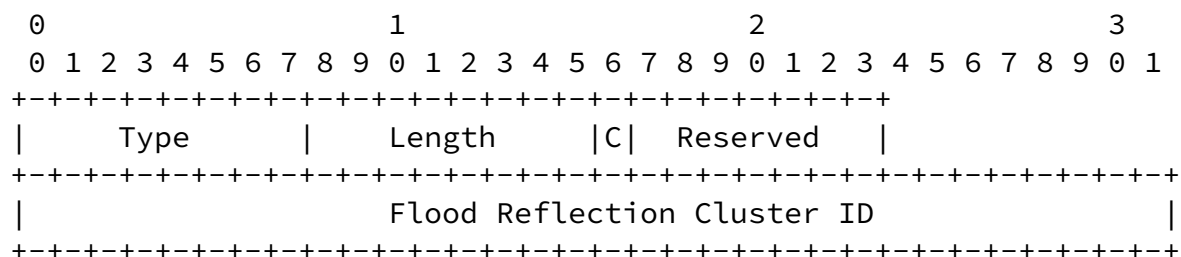 0                   1                   2                   3
 0 1 2 3 4 5 6 7 8 9 0 1 2 3 4 5 6 7 8 9 0 1 2 3 4 5 6 7 8 9 0 1
+-+-+-+-+-+-+-+-+-+-+-+-+-+-+-+-+-+-+-+-+-+-+-+-+
|     Type      |    Length     |C|  Reserved   |
+-+-+-+-+-+-+-+-+-+-+-+-+-+-+-+-+-+-+-+-+-+-+-+-+-+-+-+-+-+-+-+-+
|                    Flood Reflection Cluster ID                |
+-+-+-+-+-+-+-+-+-+-+-+-+-+-+-+-+-+-+-+-+-+-+-+-+-+-+-+-+-+-+-+-+